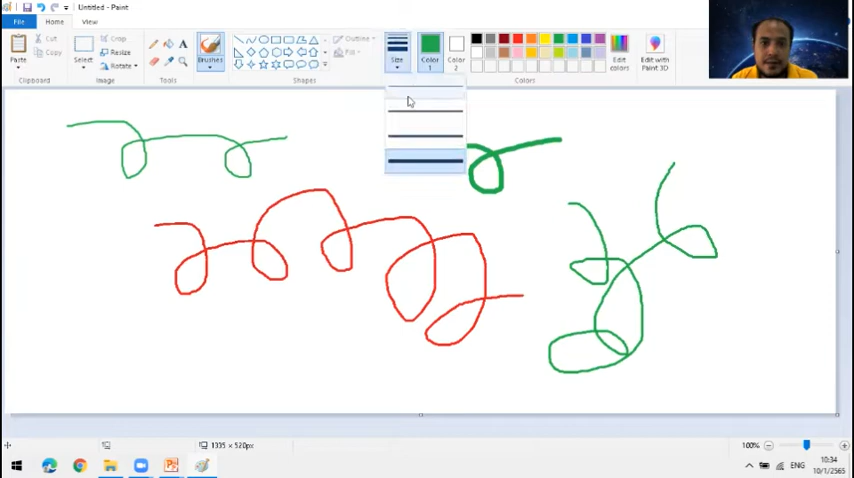 Untitled - Paint
File Home View
Paste
Cut
Copy
Clipboard
Select
Crop
Resize
Rotate
Image
A
Tools
Brushes
Shapes
Outline
Fill
Size
Color 1
Color 2
Edit colors
Colors
Edit with Paint 3D
1335 × 520px
100%
ENG
10:34
10/1/2565